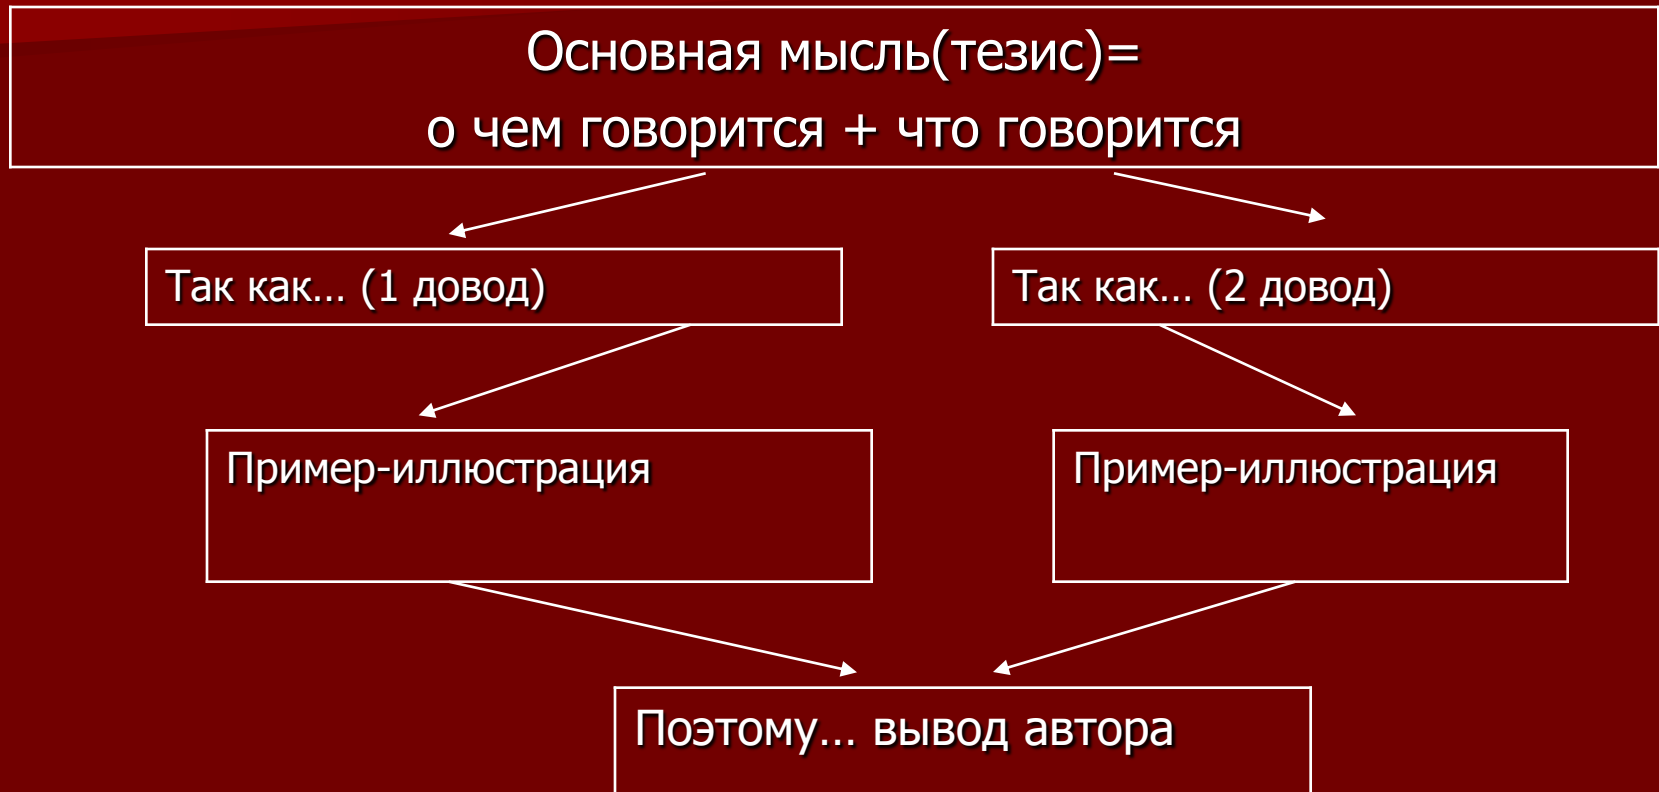 Основная мысль(тезис)=
о чем говорится + что говорится
Так как... (1 довод)
Так как... (2 довод)
Пример-иллюстрация
Пример-иллюстрация
Поэтому... вывод автора